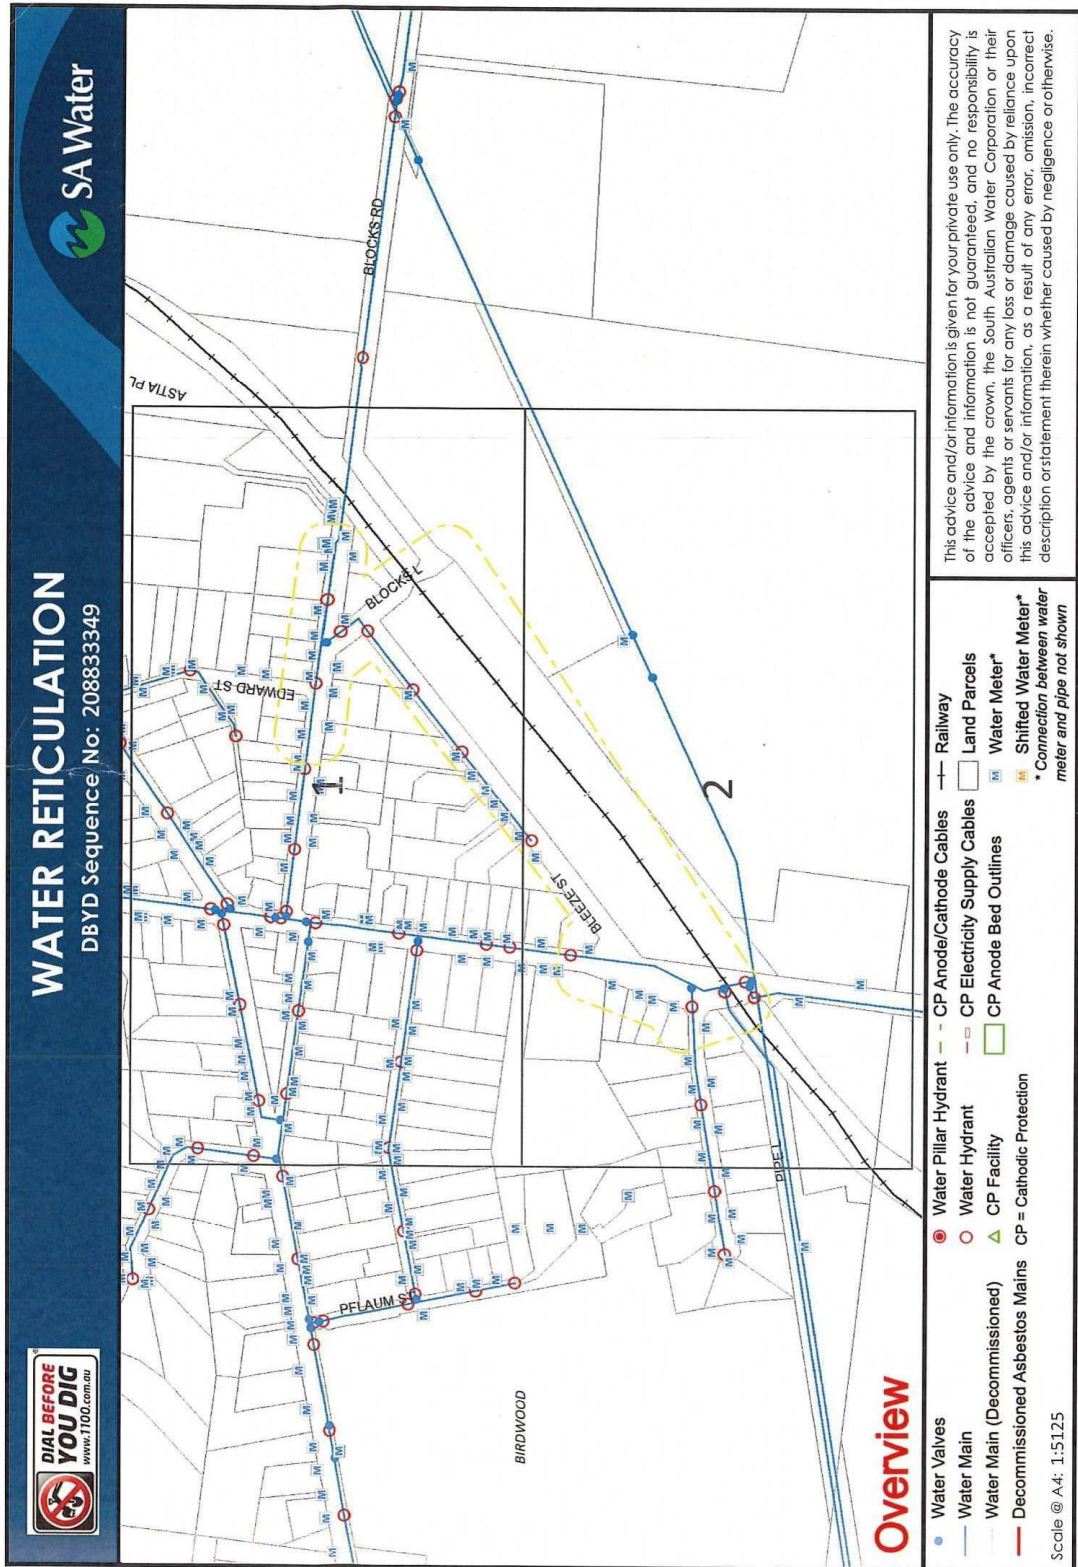 DIAL BEFORE
YOU DIG
www.1100.com.au
WATER RETICULATION
DBYD Sequence No: 208833349
SA Water
ASTIA PL
BLOCKS RD
EDWARD ST
BLOCKS L
1
BLEEZE ST
2
PFLAUM ST
PIPE L
BIRDWOOD
Overview
Water Valves
Water Main
Water Main (Decommissioned)
Decommissioned Asbestos Mains
Water Pillar Hydrant
Water Hydrant
CP Facility
CP = Cathodic Protection
CP Anode/Cathode Cables
CP Electricity Supply Cables
CP Anode Bed Outlines
Railway
Land Parcels
M Water Meter*
M Shifted Water Meter*
* Connection between water
meter and pipe not shown
Scale @ A4: 1:5125
This advice and/or information is given for your private use only. The accuracy
of the advice and information is not guaranteed, and no responsibility is
accepted by the crown, the South Australian Water Corporation or their
officers, agents or servants for any loss or damage caused by reliance upon
this advice and/or information, as a result of any error, omission, incorrect
description or statement therein whether caused by negligence or otherwise.